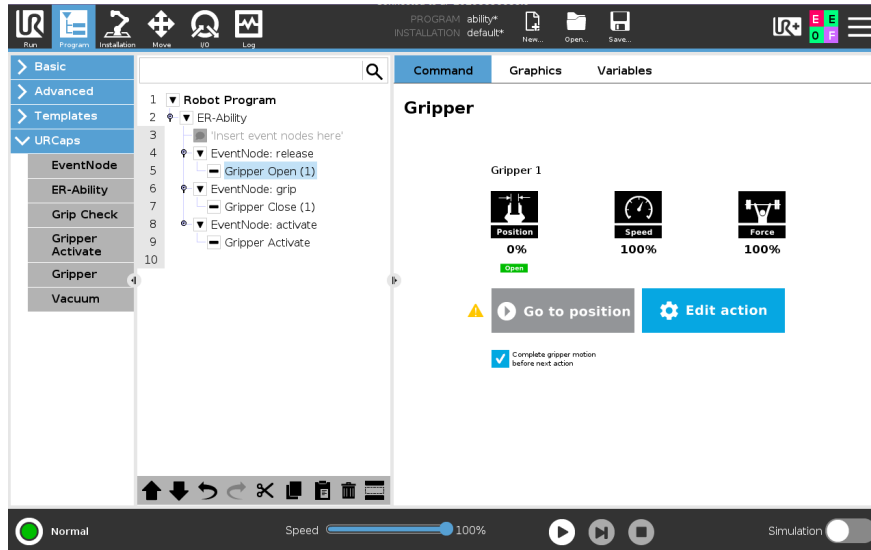 PROGRAM ability*
INSTALLATION default*
UR
UR+
E E
0 F
Run
Program
Installation
Move
I/O
Log
New...
Open...
Save...
Basic
Advanced
Templates
URCaps
EventNode
ER-Ability
Grip Check
Gripper
Activate
Gripper
Vacuum
1 Robot Program
2 ER-Ability
3 'Insert event nodes here'
4 EventNode: release
5 Gripper Open (1)
6 EventNode: grip
7 Gripper Close (1)
8 EventNode: activate
9 Gripper Activate
10
Command
Graphics
Variables
Gripper
Gripper 1
Position
Speed
Force
0%
100%
100%
Open
Go to position
Edit action
Complete gripper motion
before next action
Normal
Speed
100%
Simulation